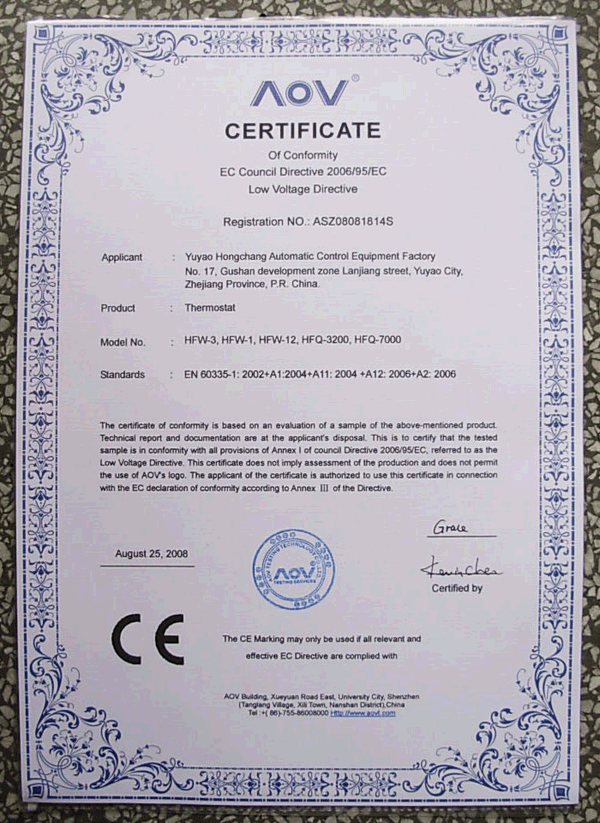 AOV®
CERTIFICATE
Of Conformity
EC Council Directive 2006/95/EC
Low Voltage Directive
Registration NO.: ASZ08081814S
Applicant : Yuyao Hongchang Automatic Control Equipment Factory
No. 17, Gushan development zone Lanjiang street, Yuyao City,
Zhejiang Province, P.R. China.
Product : Thermostat
Model No. : HFW-3, HFW-1, HFW-12, HFQ-3200, HFQ-7000
Standards : EN 60335-1: 2002+A1:2004+A11: 2004 +A12: 2006+A2: 2006
The certificate of conformity is based on an evaluation of a sample of the above-mentioned product.
Technical report and documentation are at the applicant's disposal. This is to certify that the tested
sample is in conformity with all provisions of Annex I of council Directive 2006/95/EC, referred to as the
Low Voltage Directive. This certificate does not imply assessment of the production and does not permit
the use of AOV's logo. The applicant of the certificate is authorized to use this certificate in connection
with the EC declaration of conformity according to Annex III of the Directive.
Grace
August 25, 2008
AOV TESTING TECHNOLOGY CO.,LTD
AOV
TESTING SERVICES
Certified by
CE
The CE Marking may only be used if all relevant and
effective EC Directive are complied with
AOV Building, Xueyuan Road East, University City, Shenzhen
(Tanglang Village, Xili Town, Nanshan District),China
Tel :+( 86)-755-86008000 http://www.aovt.com